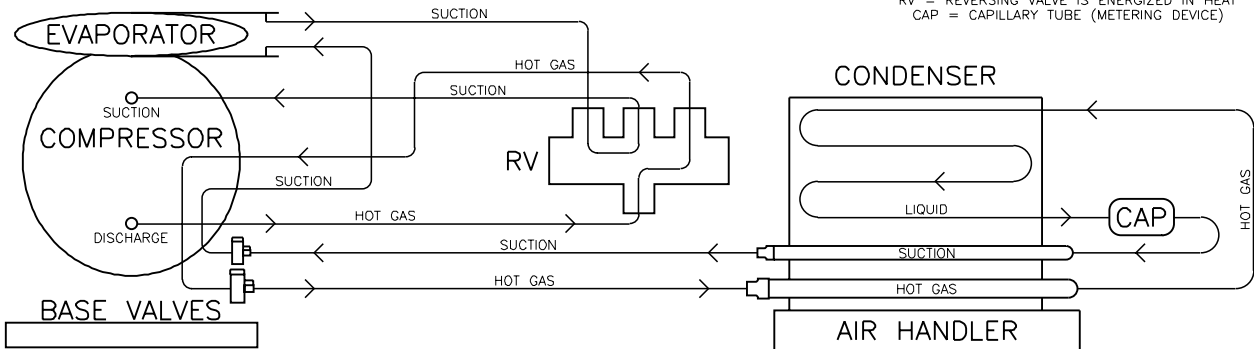 RV = REVERSING VALVE IS ENERGIZED IN HEAT
CAP = CAPILLARY TUBE (METERING DEVICE)
SUCTION
EVAPORATOR
HOT GAS
CONDENSER
SUCTION
SUCTION
COMPRESSOR
RV
SUCTION
HOT GAS
LIQUID
CAP
HOT GAS
DISCHARGE
SUCTION
SUCTION
HOT GAS
HOT GAS
BASE VALVES
AIR HANDLER